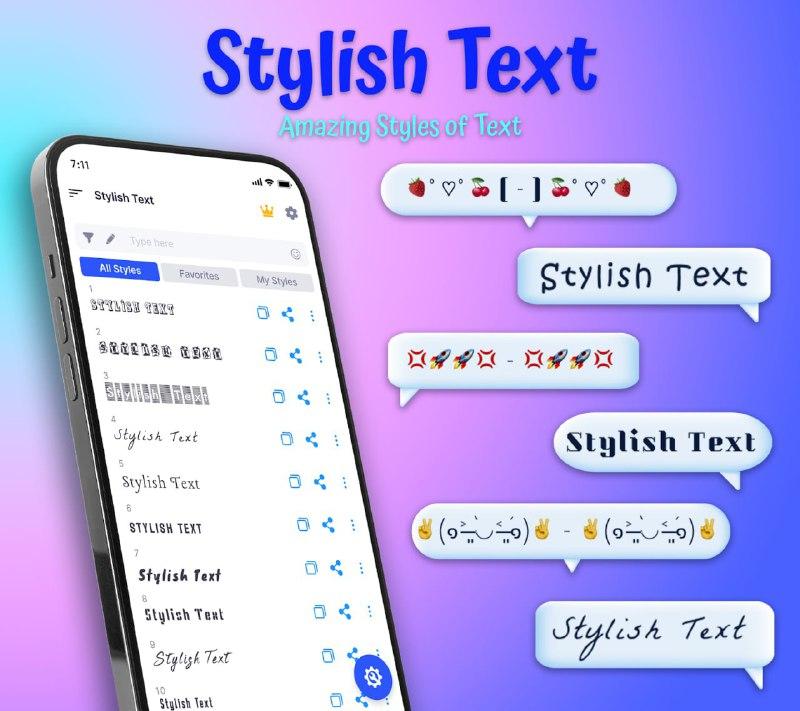 Stylish Text
Amazing Styles of Text
7:11
Stylish Text
Type here
All Styles Favorites My Styles
1
STYLISH TEXT
2
STYLISH TEXT
3
Stylish Text
4
Stylish Text
5
Stylish Text
6
STYLISH TEXT
7
Stylish Text
8
Stylish Text
9
Stylish Text
10
Stylish Text
🍓°♡°🍒【 - 】🍒°♡°🍓
Stylish Text
💢🚀🚀💢 - 💢🚀🚀💢
Stylish Text
Stylish Text